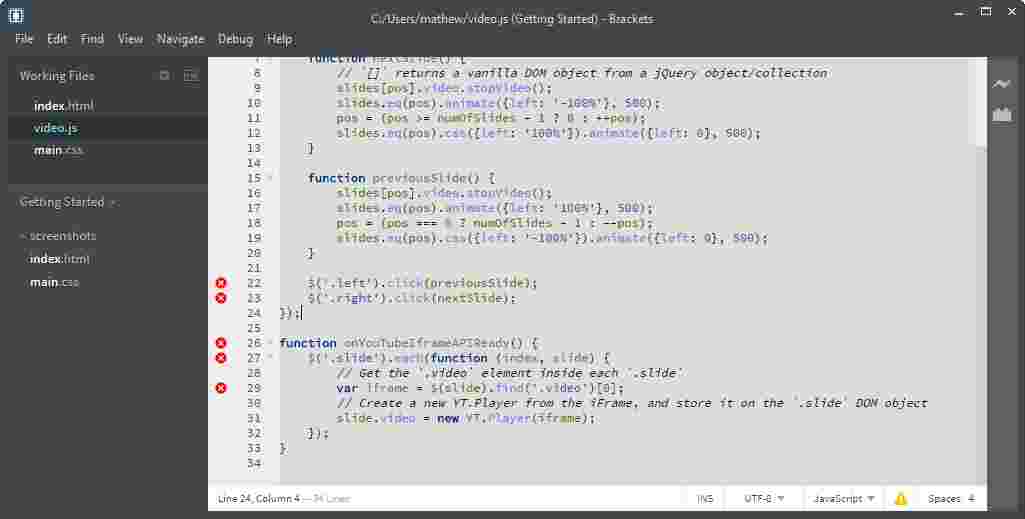 C:/Users/mathew/video.js (Getting Started) - Brackets
File Edit Find View Navigate Debug Help
Working Files
index.html
video.js
main.css
Getting Started
screenshots
index.html
main.css
7 function nextSlide() {
8 // `[]` returns a vanilla DOM object from a jQuery object/collection
9 slides[pos].video.stopVideo();
10 slides.eq(pos).animate({left: '-100%'}, 500);
11 pos = (pos >= numOfSlides - 1 ? 0 : ++pos);
12 slides.eq(pos).css({left: '100%'}).animate({left: 0}, 500);
13 }
14
15 function previousSlide() {
16 slides[pos].video.stopVideo();
17 slides.eq(pos).animate({left: '100%'}, 500);
18 pos = (pos === 0 ? numOfSlides - 1 : --pos);
19 slides.eq(pos).css({left: '-100%'}).animate({left: 0}, 500);
20 }
21
22 $('.left').click(previousSlide);
23 $('.right').click(nextSlide);
24 });
25
26 function onYouTubeIframeAPIReady() {
27 $('.slide').each(function (index, slide) {
28 // Get the `.video` element inside each `.slide`
29 var iframe = $(slide).find('.video')[0];
30 // Create a new YT.Player from the iFrame, and store it on the `.slide` DOM object
31 slide.video = new YT.Player(iframe);
32 });
33 }
34
Line 24, Column 4 — 34 Lines
INS UTF-8 JavaScript Spaces: 4